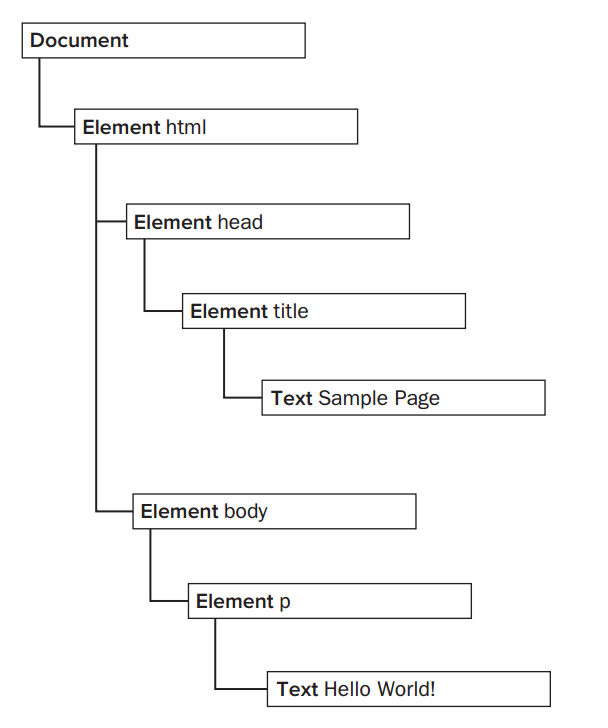 Document
Element html
Element head
Element title
Text Sample Page
Element body
Element p
Text Hello World!